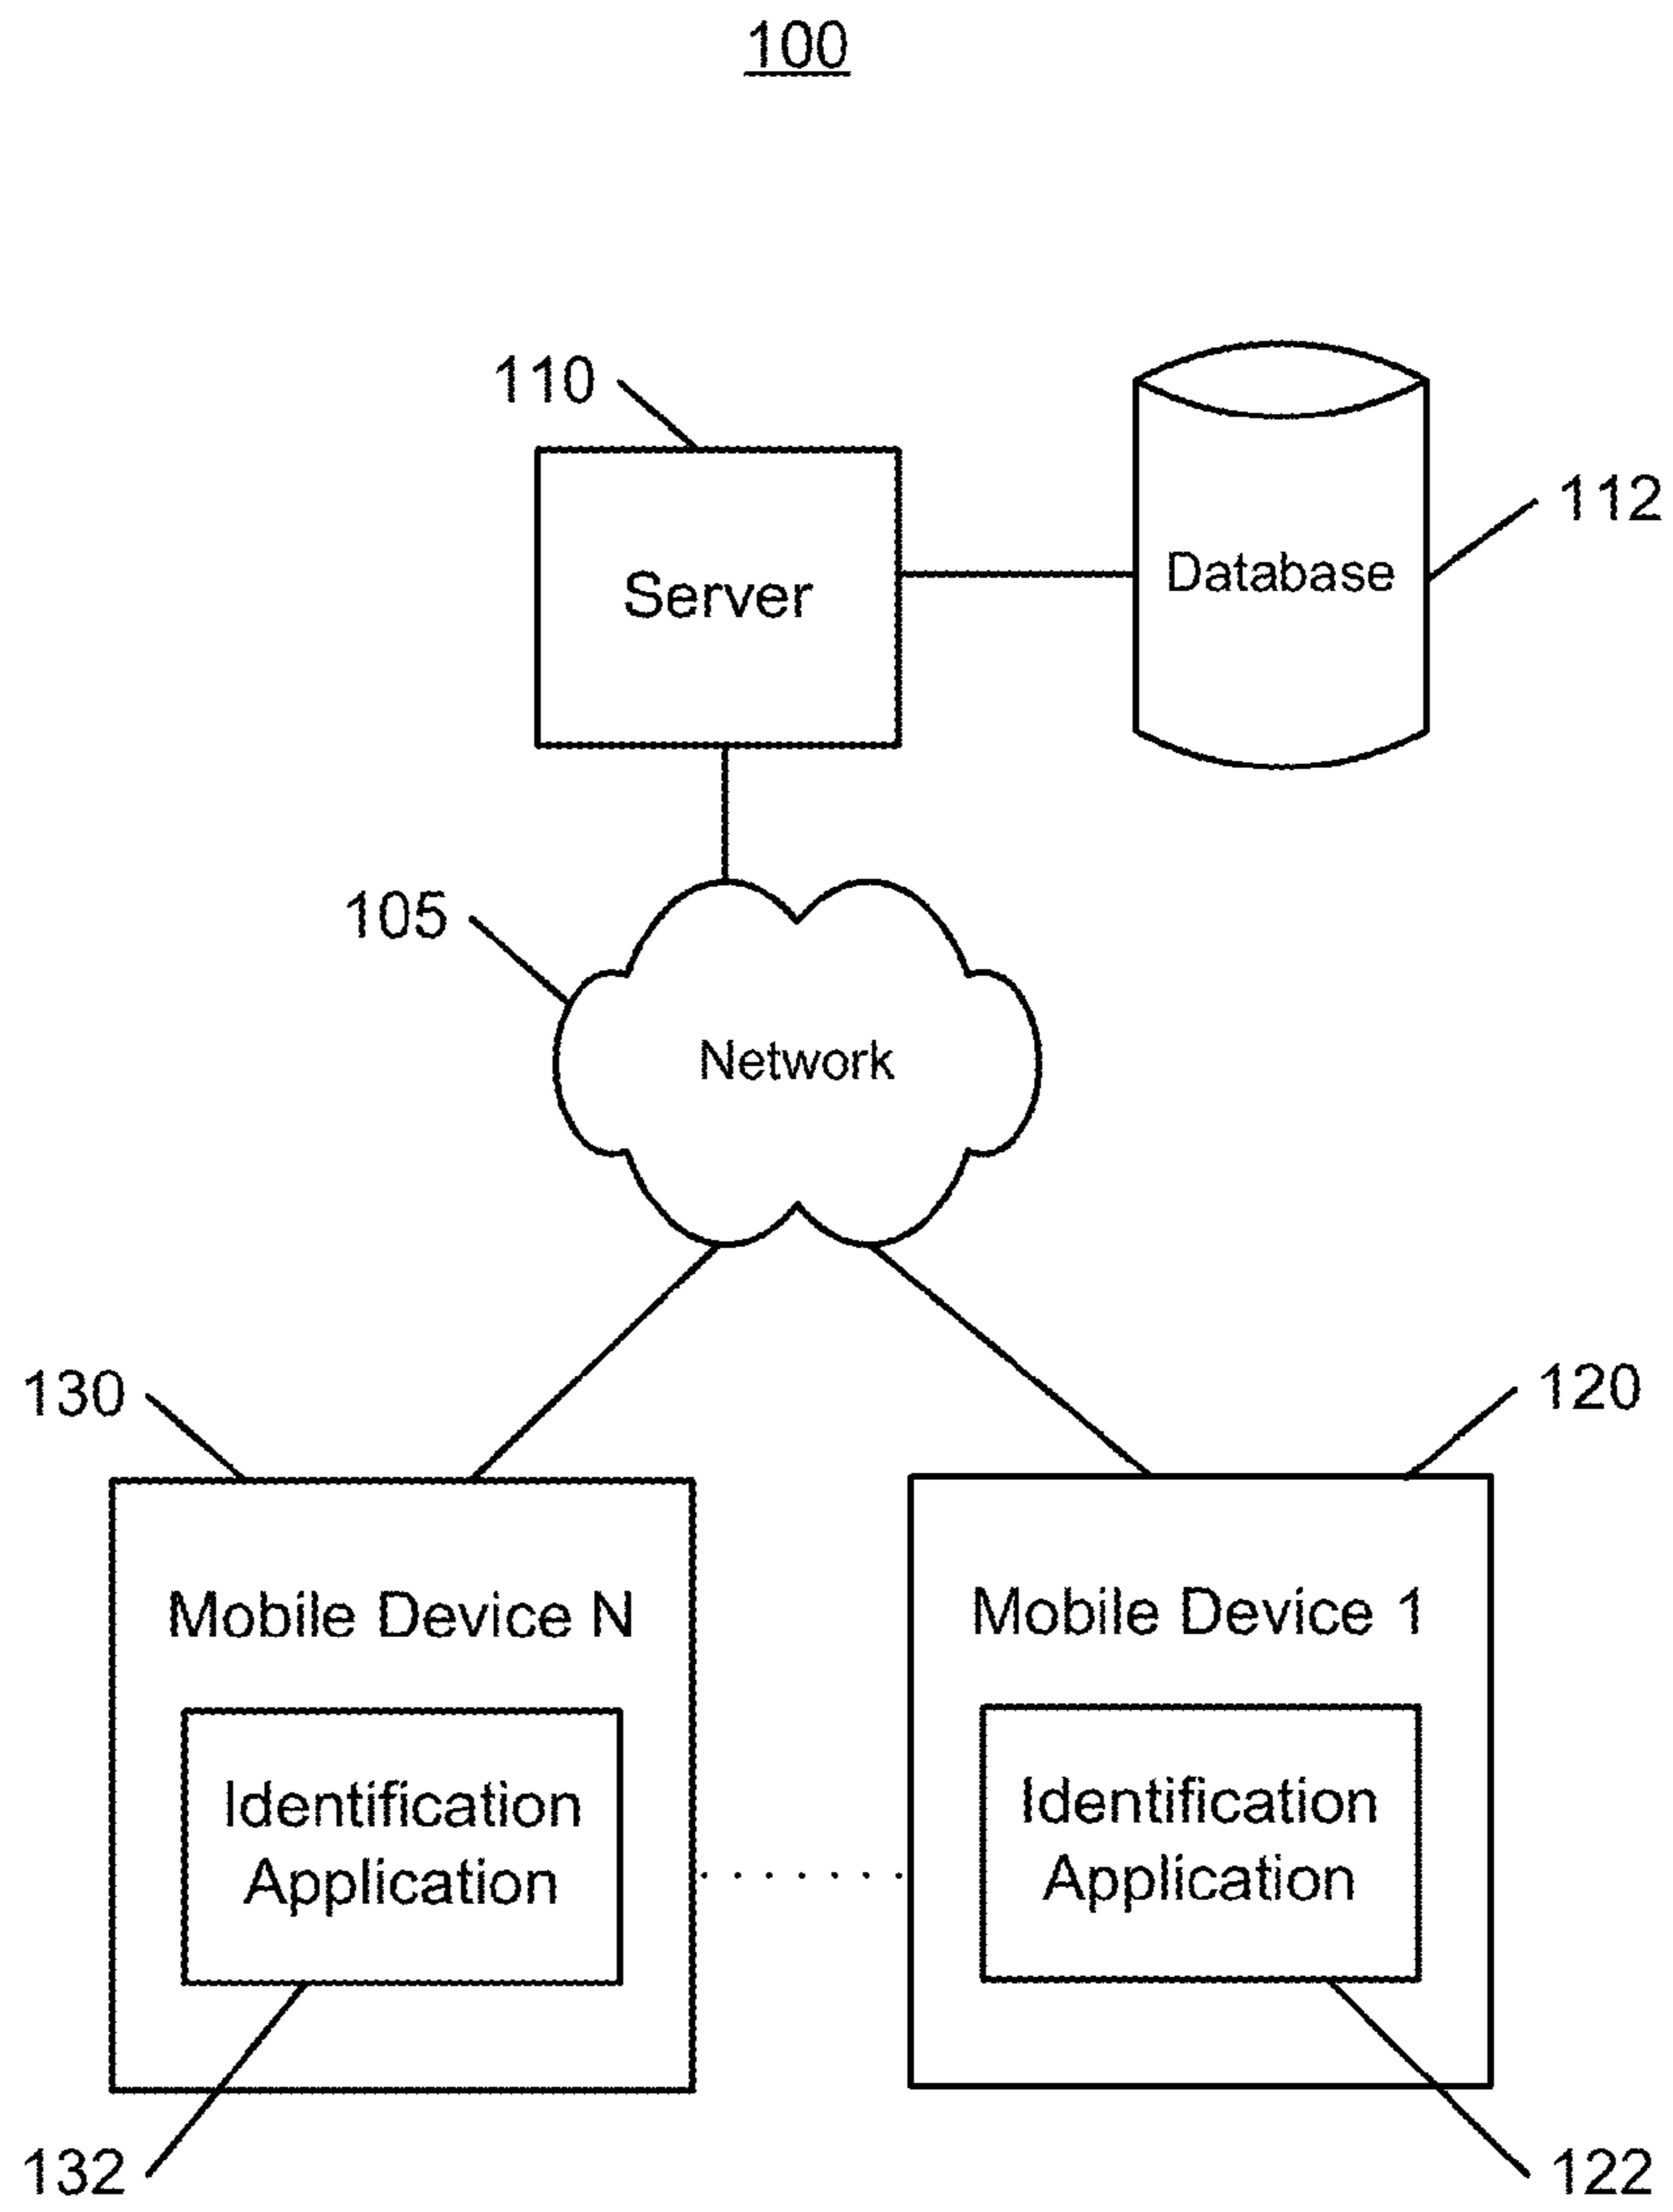 100
110
112
Server
Database
105
Network
130
120
Mobile Device N
Mobile Device 1
Identification
Application
Identification
Application
132
122